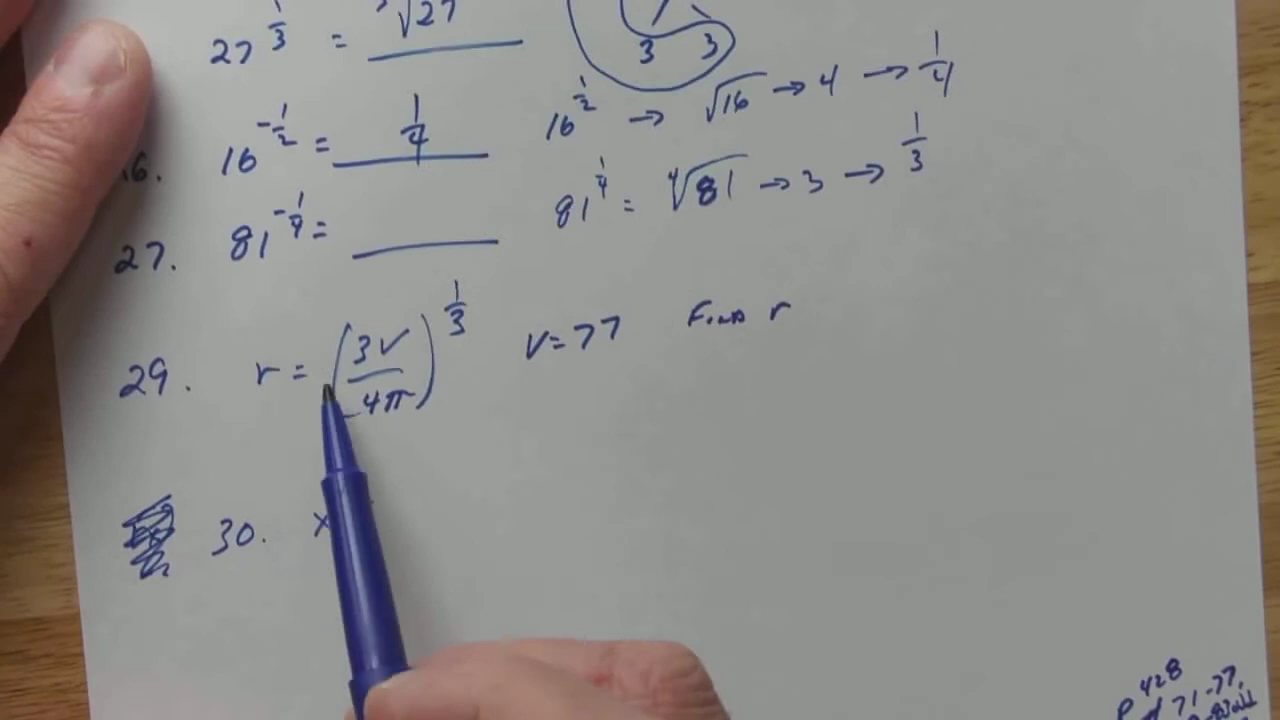 27^(1/3) = ∛27
3 3
16^(1/2) → √16 → 4 → 1/4
6. 16^(-1/2) = 1/4
81^(1/4) = ∜81 → 3 → 1/3
27. 81^(-1/4) =
29. r = (3V/4π)^(1/3) V=77 Find r
30. x
P 428
71-77,